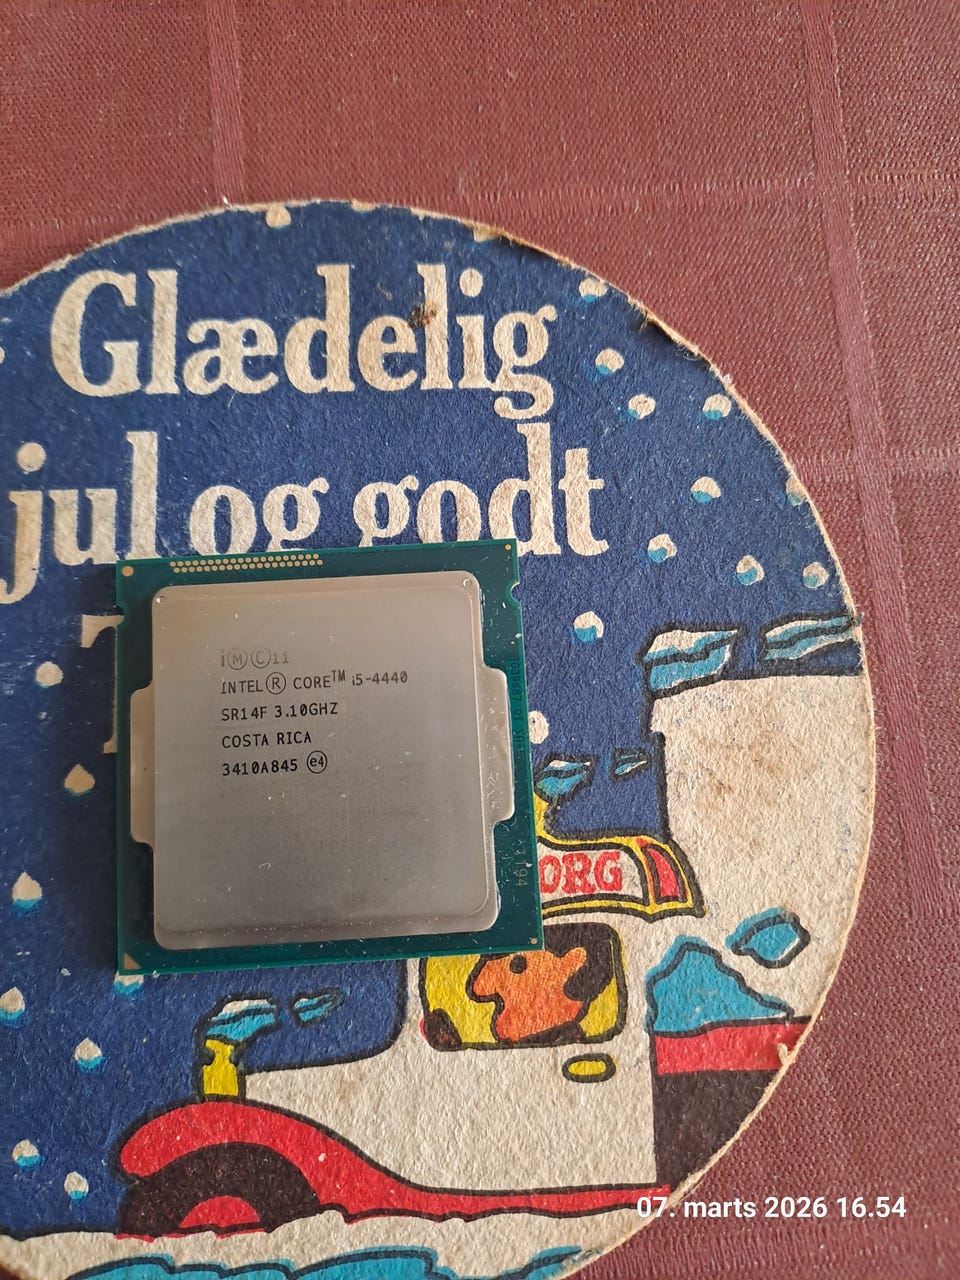 Glædelig
jul og godt
i Ⓜ Ⓒ 11
INTEL® CORE™ i5-4440
SR14F 3.10GHZ
COSTA RICA
3410A845 e4
T94
ORG
07. marts 2026 16.54